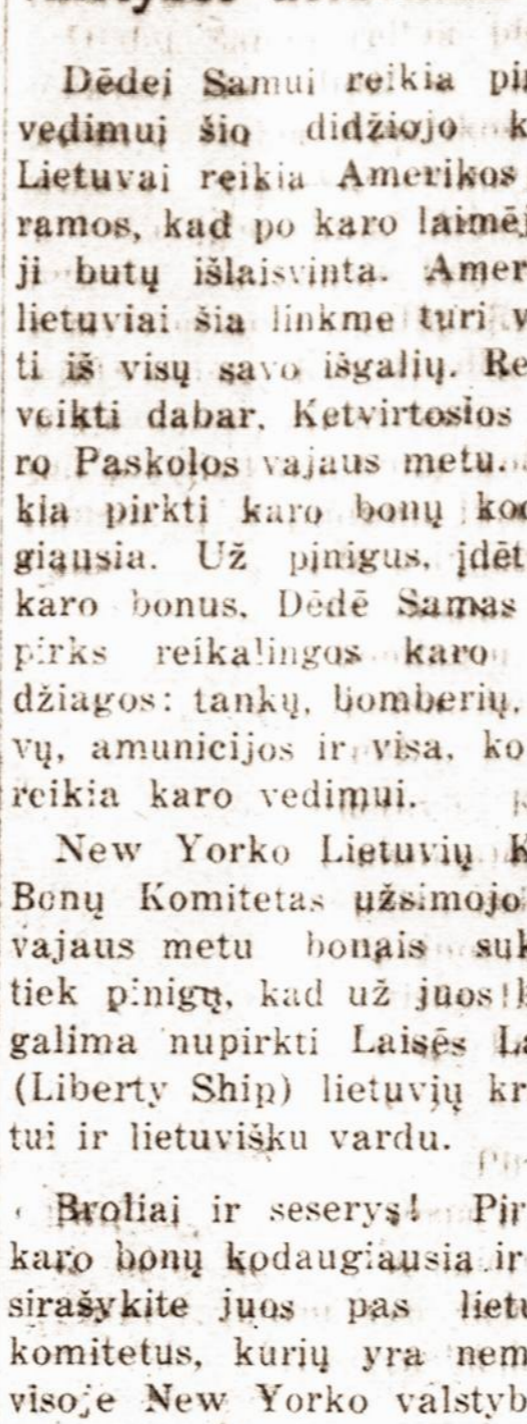 Dėdei Samui reikia pi
vedimui šio didžiojo k
Lietuvai reikia Amerikos
ramos, kad po karo laimėj
ji butų išlaisvinta. Amer
lietuviai šia linkme turi v
ti iš visų savo išgalių. Re
veikti dabar, Ketvirtosios
ro Paskolos vajaus metu.
kia pirkti karo bonų kod
giausia. Už pinigus, įdėt
karo bonus, Dėdė Samas
pirks reikalingos karo
džiagos: tankų, bomberių,
vų, amunicijos ir visa, ko
reikia karo vedimui.
New Yorko Lietuvių K
Bonų Komitetas užsimojo
vajaus metu bonais suk
tiek pinigų, kad už juos b
galima nupirkti Laisės La
(Liberty Ship) lietuvių kr
tui ir lietuvišku vardu.
Broliai ir seserys! Pir
karo bonų kodaugiausia ir
sirašykite juos pas lietu
komitetus, kurių yra nem
visoje New Yorko valstyb